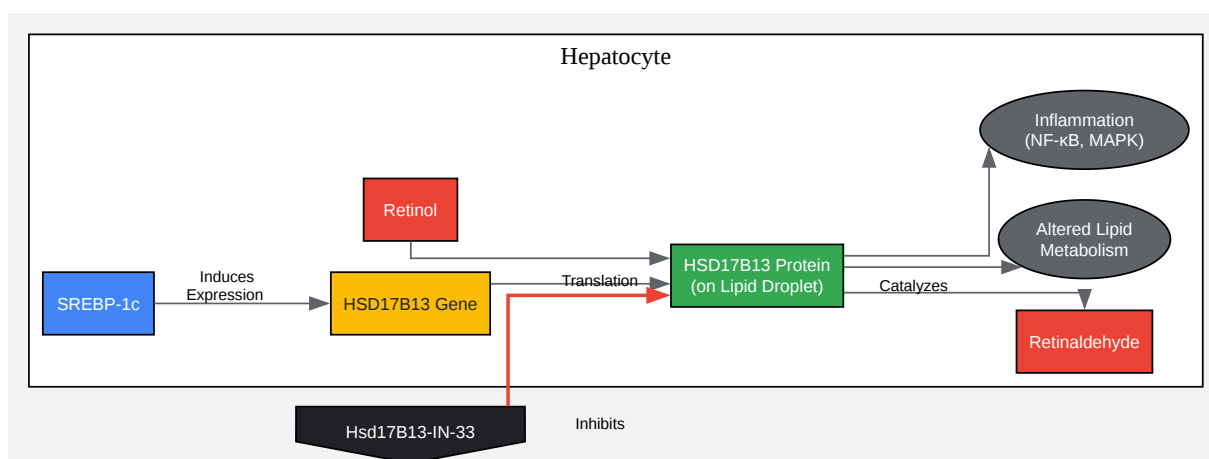 Hepatocyte
Inflammation
(NF-κB, MAPK)
Retinol
Altered Lipid
Metabolism
Induces
Expression
SREBP-1c
HSD17B13 Gene
Translation
HSD17B13 Protein
(on Lipid Droplet)
Catalyzes
Retinaldehyde
Hsd17B13-IN-33
Inhibits